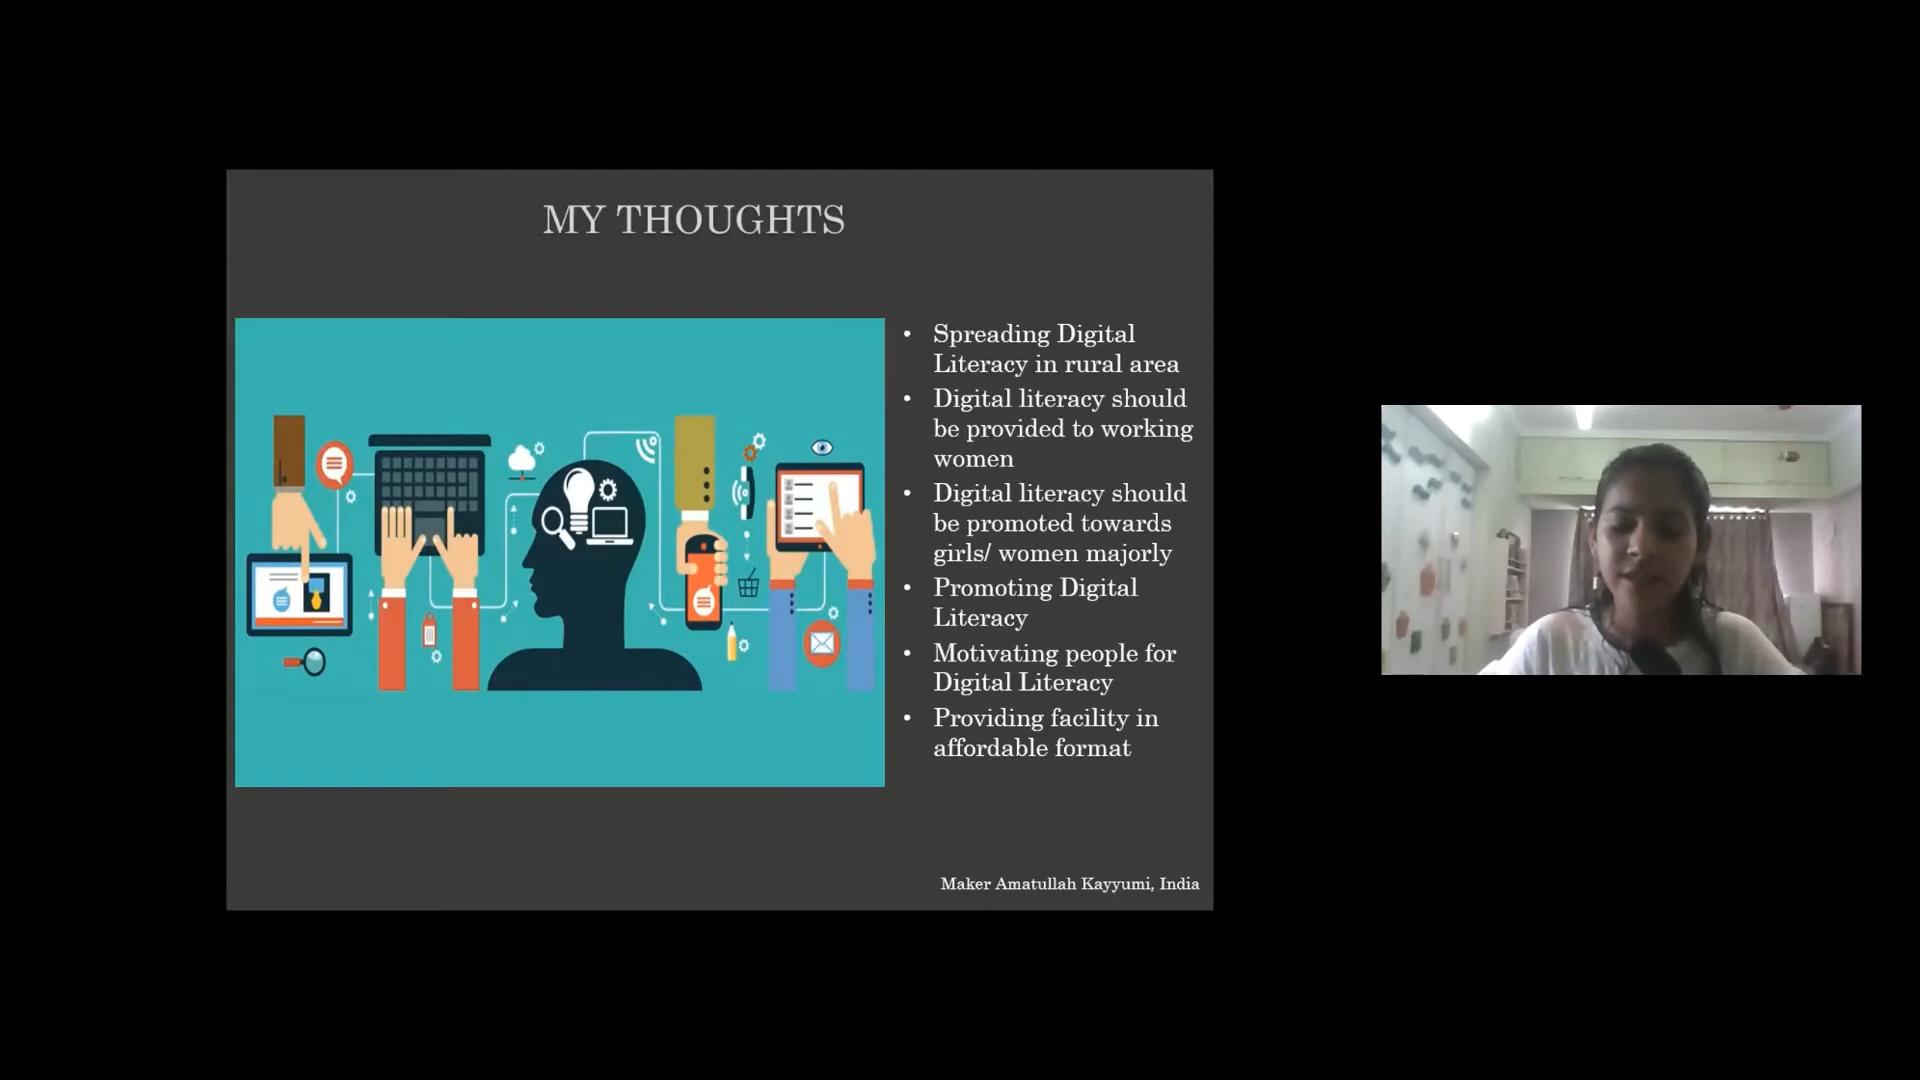 MY THOUGHTS
• Spreading Digital
Literacy in rural area
• Digital literacy should
be provided to working
women
• Digital literacy should
be promoted towards
girls/ women majorly
• Promoting Digital
Literacy
• Motivating people for
Digital Literacy
• Providing facility in
affordable format
Maker Amatullah Kayyumi, India